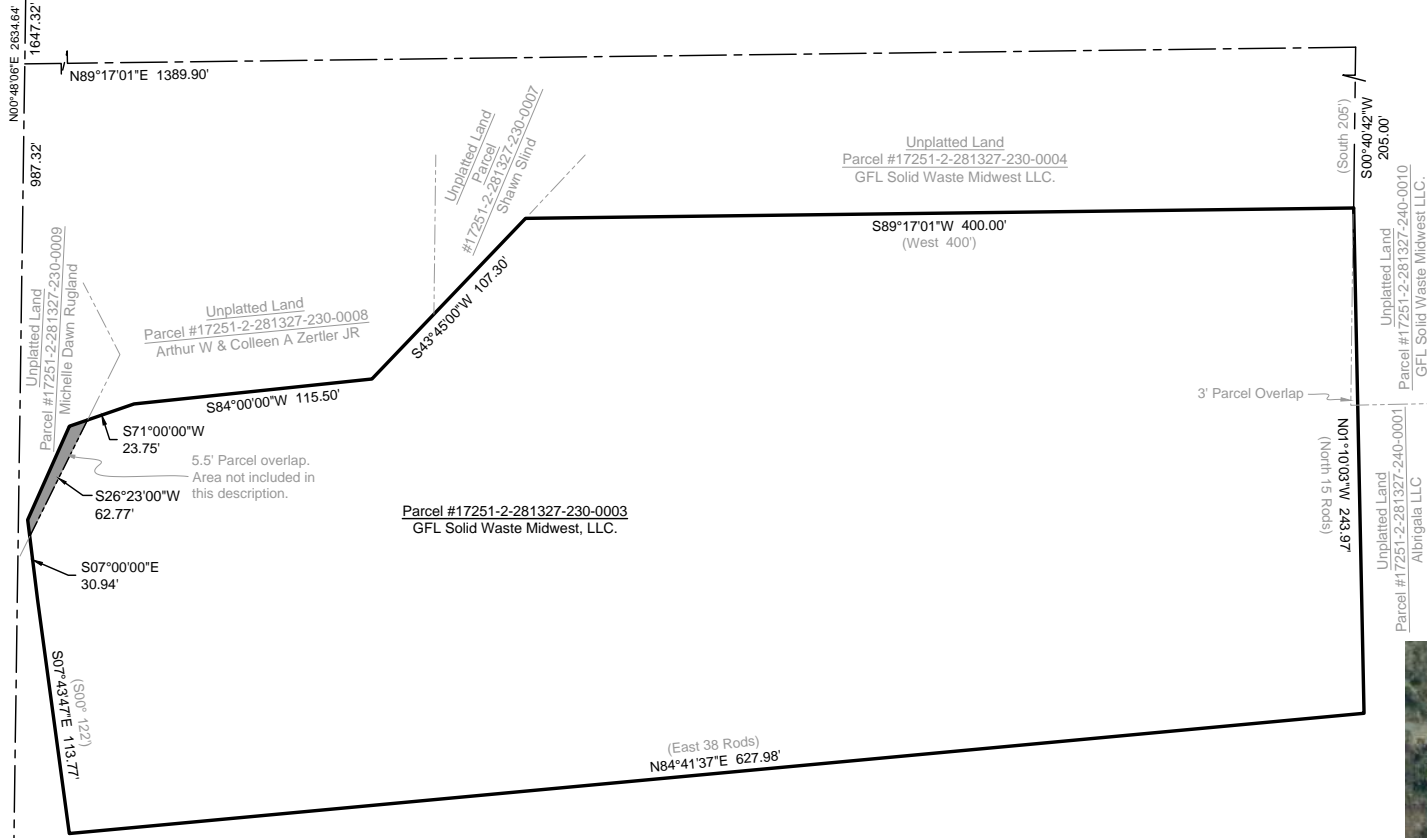 N00°48'06"E 2634.64'
1647.32'
N89°17'01"E 1389.90'
987.32'
(South 205')
S00°40'42"W
205.00'
Unplatted Land
Parcel
#17251-2-281327-230-0007
Shawn Slind
Unplatted Land
Parcel #17251-2-281327-230-0004
GFL Solid Waste Midwest LLC.
S89°17'01"W 400.00'
(West 400')
Unplatted Land
Parcel #17251-2-281327-240-0010
GFL Solid Waste Midwest LLC.
Unplatted Land
Parcel #17251-2-281327-230-0009
Michelle Dawn Rugland
Unplatted Land
Parcel #17251-2-281327-230-0008
Arthur W & Colleen A Zertler JR
S43°45'00"W 107.30'
S84°00'00"W 115.50'
3' Parcel Overlap
S71°00'00"W
23.75'
5.5' Parcel overlap.
Area not included in
this description.
S26°23'00"W
62.77'
Parcel #17251-2-281327-230-0003
GFL Solid Waste Midwest, LLC.
N01°10'03"W 243.97'
(North 15 Rods)
Unplatted Land
Parcel #17251-2-281327-240-0001
Albrigala LLC
S07°00'00"E
30.94'
S07°43'47"E 113.77'
(S00° 122')
(East 38 Rods)
N84°41'37"E 627.98'